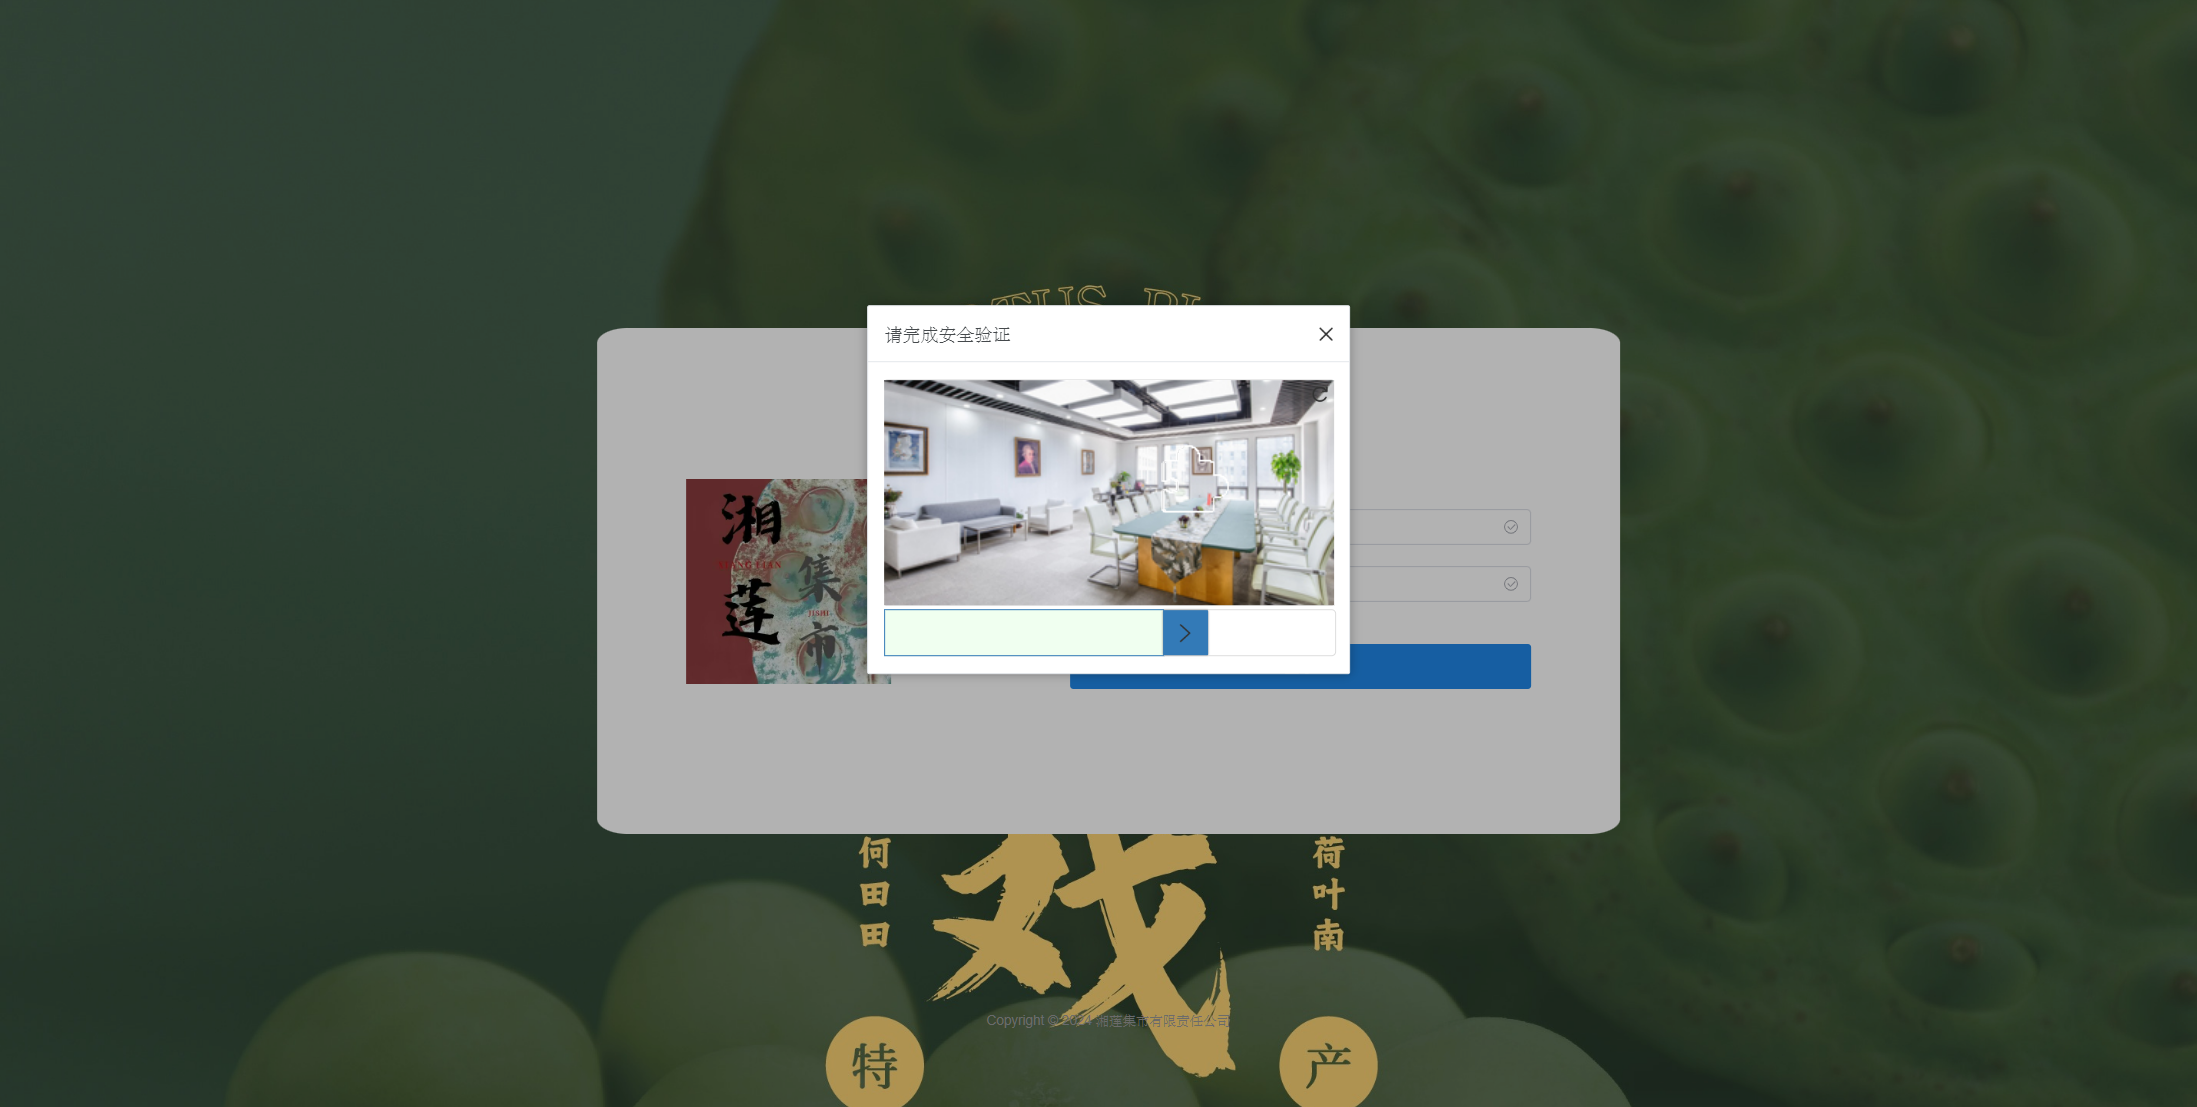 请完成安全验证
湘
莲
XIANG LIAN
集
市
JISHI
戏
何
田
田
荷
叶
南
Copyright © 2024 湘莲集市有限责任公司
特
产